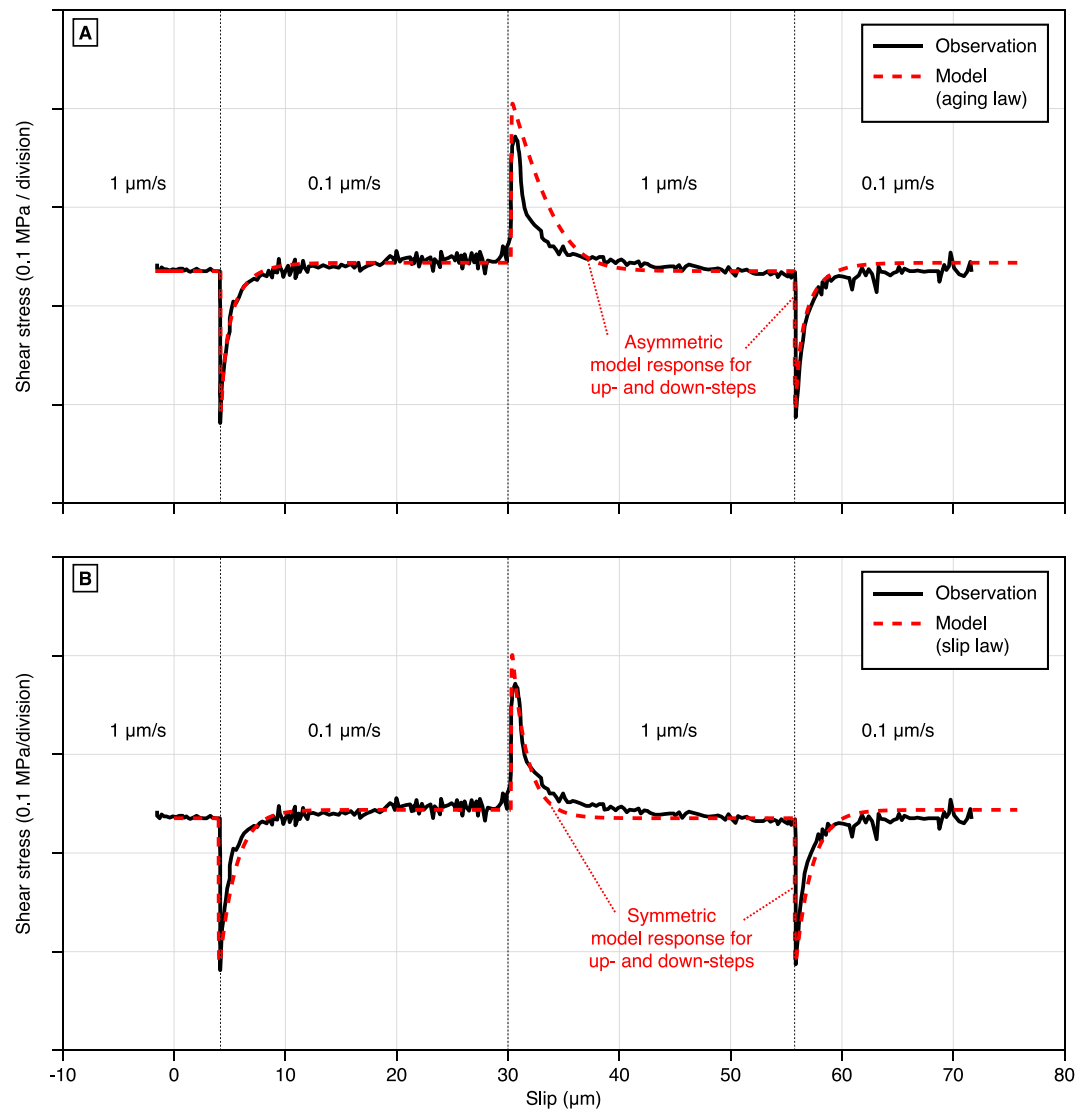 A
Observation
Model
(aging law)
1 µm/s
0.1 µm/s
1 µm/s
0.1 µm/s
Shear stress (0.1 MPa / division)
Asymmetric
model response for
up- and down-steps
B
Observation
Model
(slip law)
1 µm/s
0.1 µm/s
1 µm/s
0.1 µm/s
Shear stress (0.1 MPa/division)
Symmetric
model response for
up- and down-steps
-10 0 10 20 30 40 50 60 70 80
Slip (µm)